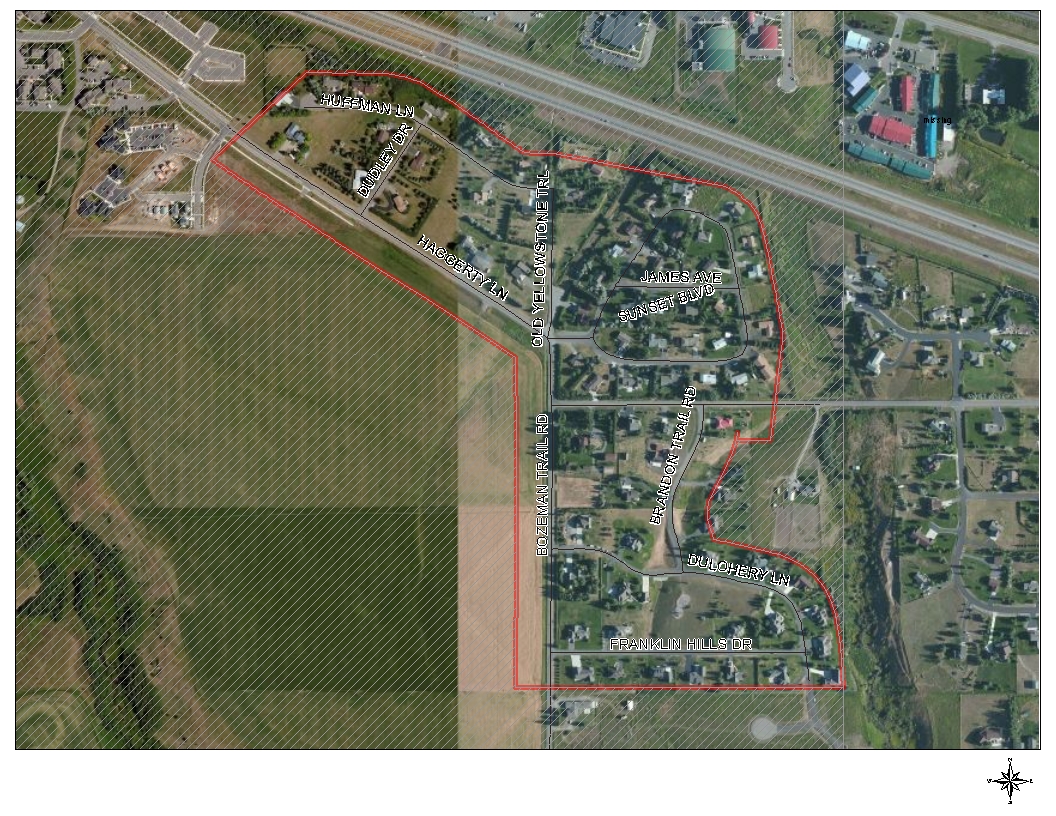 HUFFMAN LN
missing
DUDLEY DR
OLD YELLOWSTONE TRL
HAGGERTY LN
JAMES AVE
SUNSET BLVD
BRANDON TRAIL RD
BOZEMAN TRAIL RD
DULOHERY LN
FRANKLIN HILLS DR
N
W
E
S